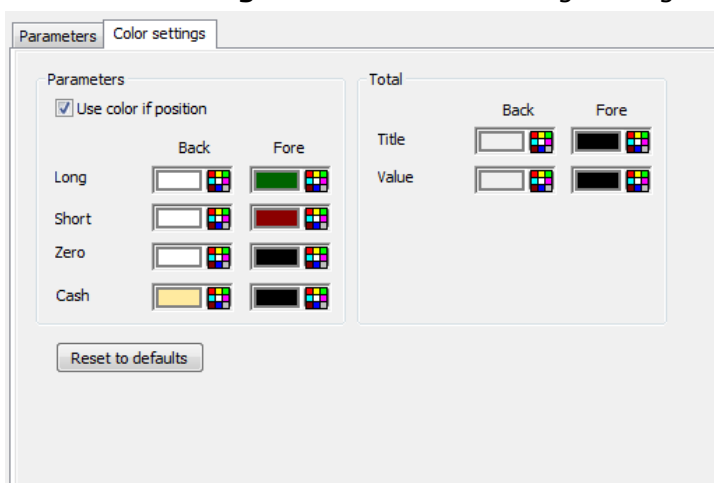 Parameters Color settings
Parameters
Use color if position
Back Fore
Long
Short
Zero
Cash
Total
Back Fore
Title
Value
Reset to defaults